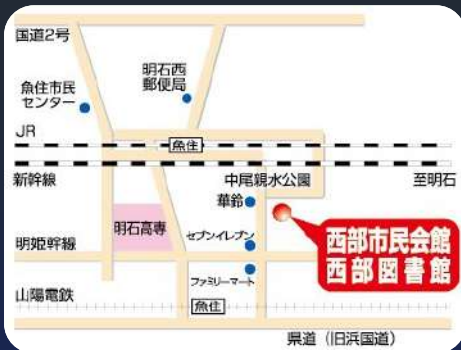 国道2号
明石西
郵便局
魚住市民
センター
JR
魚住
新幹線
中尾親水公園
至明石
華鈴
明石高専
セブンイレブン
西部市民会館
西部図書館
明姫幹線
ファミリーマート
山陽電鉄
魚住
県道（旧浜国道）